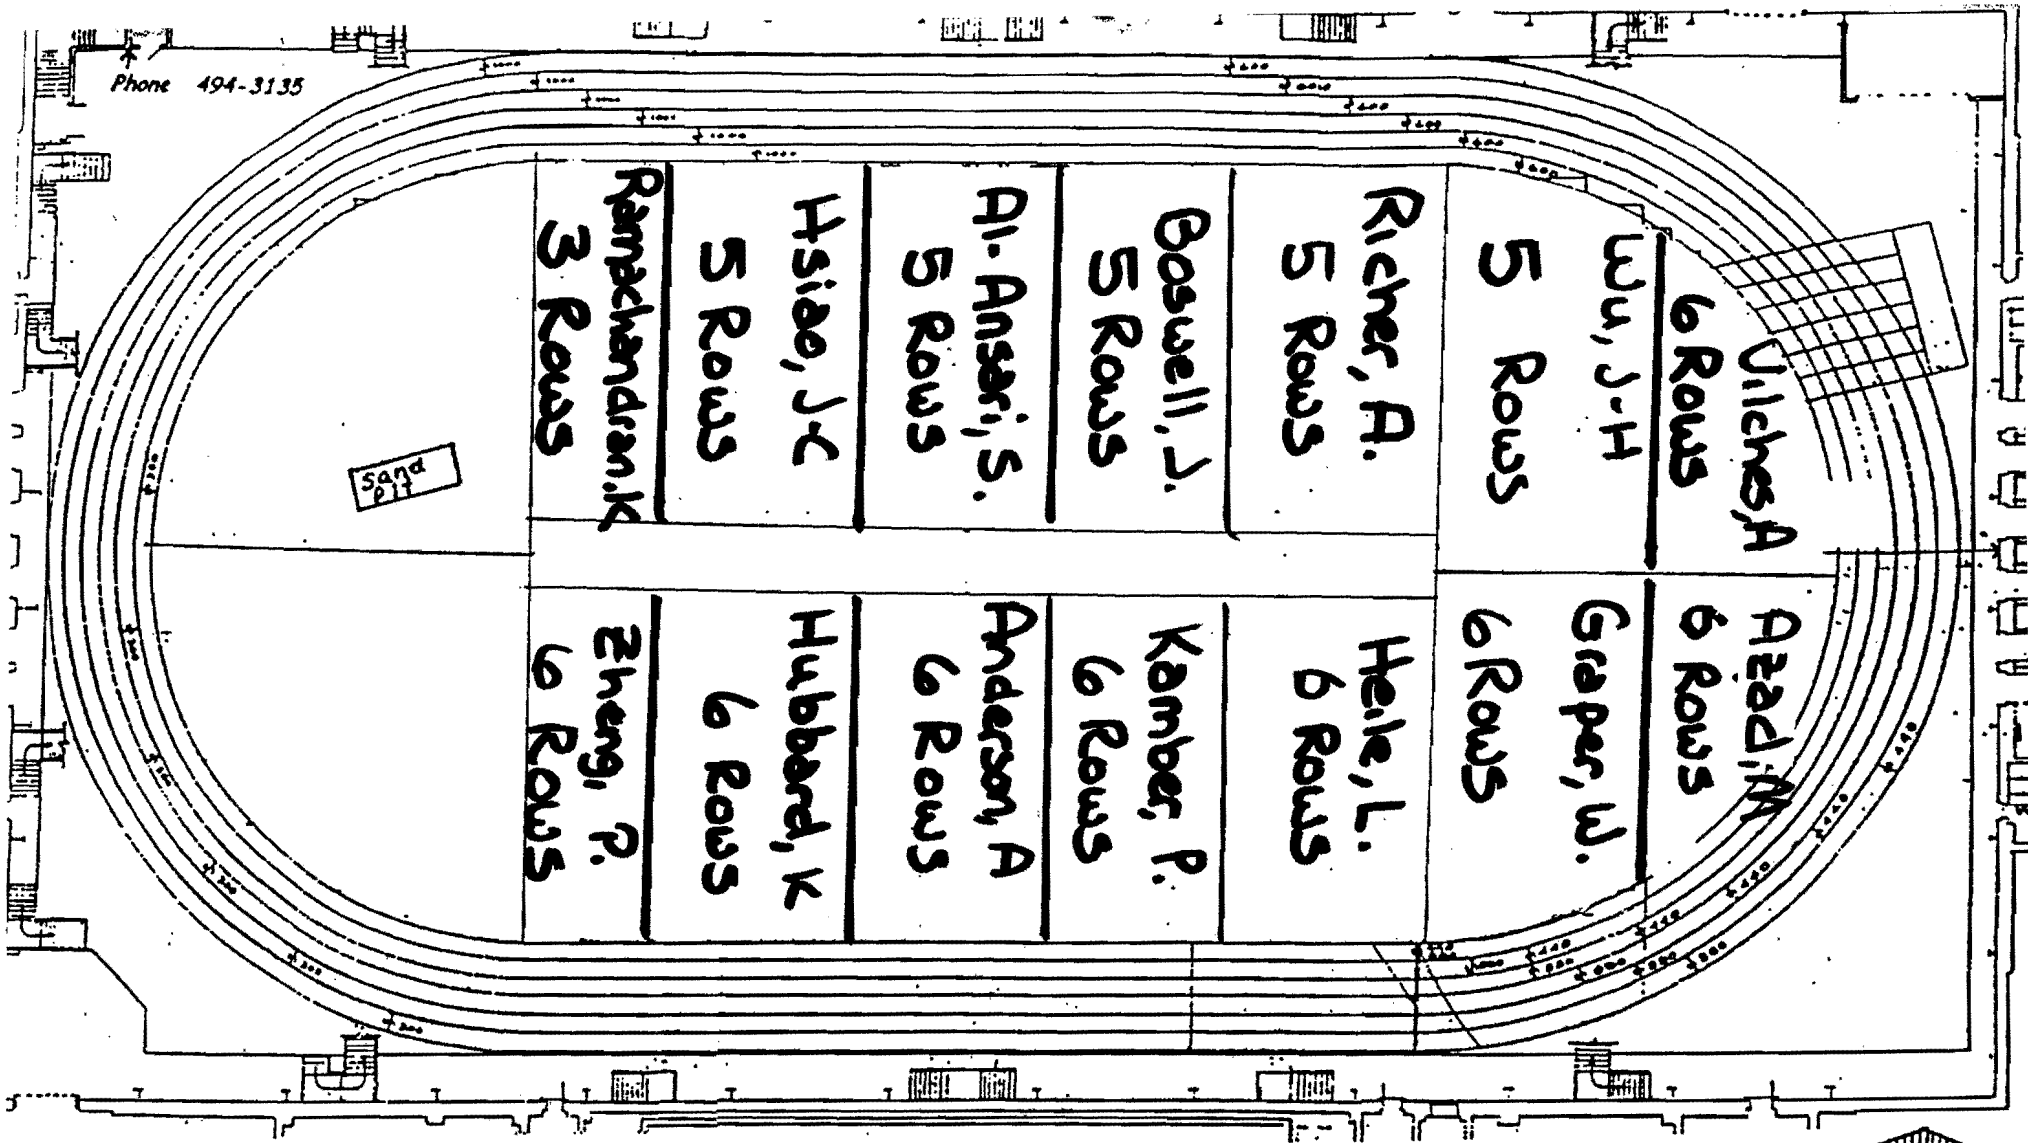 Phone 494-3135
Sand
PIT
Ramachandran.K
3 Rows
Hsiao, J-C
5 Rows
Al-Ansari, S.
5 Rows
Boswell, J.
5 Rows
Richer, A.
5 Rows
Wu, J-H
5 Rows
Vilches, A
6 Rows
Zheng, P.
6 Rows
Hubbard, K
6 Rows
Anderson, A
6 Rows
Kamber, P.
6 Rows
Heile, L.
6 Rows
Graper, W.
6 Rows
Azad, M
6 Rows